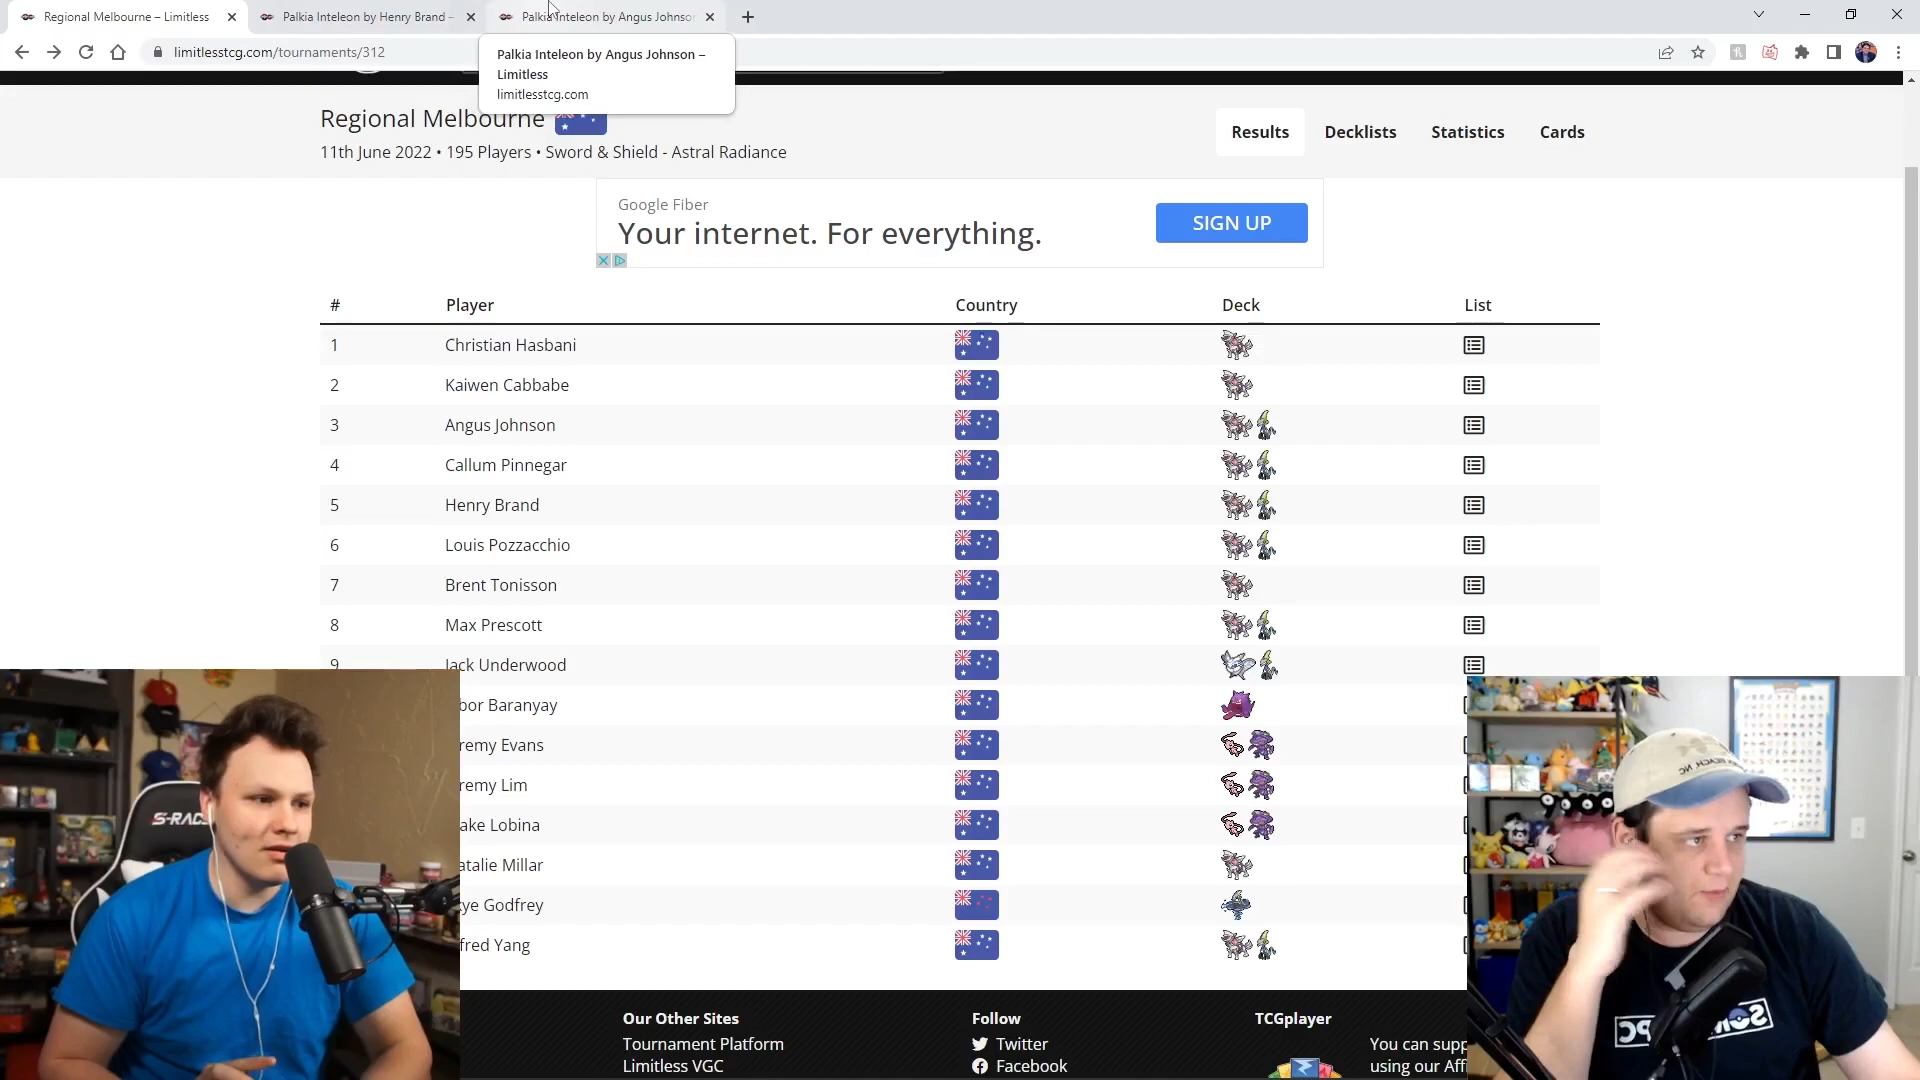 Regional Melbourne – Limitless
Palkia Inteleon by Henry Brand –
Palkia Inteleon by Angus Johnson
limitlesstcg.com/tournaments/312
Palkia Inteleon by Angus Johnson –
Limitless
limitlesstcg.com
Regional Melbourne
11th June 2022 • 195 Players • Sword & Shield - Astral Radiance
Results Decklists Statistics Cards
Google Fiber
Your internet. For everything.
SIGN UP
# Player Country Deck List
1 Christian Hasbani
2 Kaiwen Cabbabe
3 Angus Johnson
4 Callum Pinnegar
5 Henry Brand
6 Louis Pozzacchio
7 Brent Tonisson
8 Max Prescott
9 Jack Underwood
bor Baranyay
remy Evans
remy Lim
ake Lobina
atalie Millar
ye Godfrey
fred Yang
Our Other Sites
Tournament Platform
Limitless VGC
Follow
Twitter
Facebook
TCGplayer
You can supp
using our Affi
S-RAC